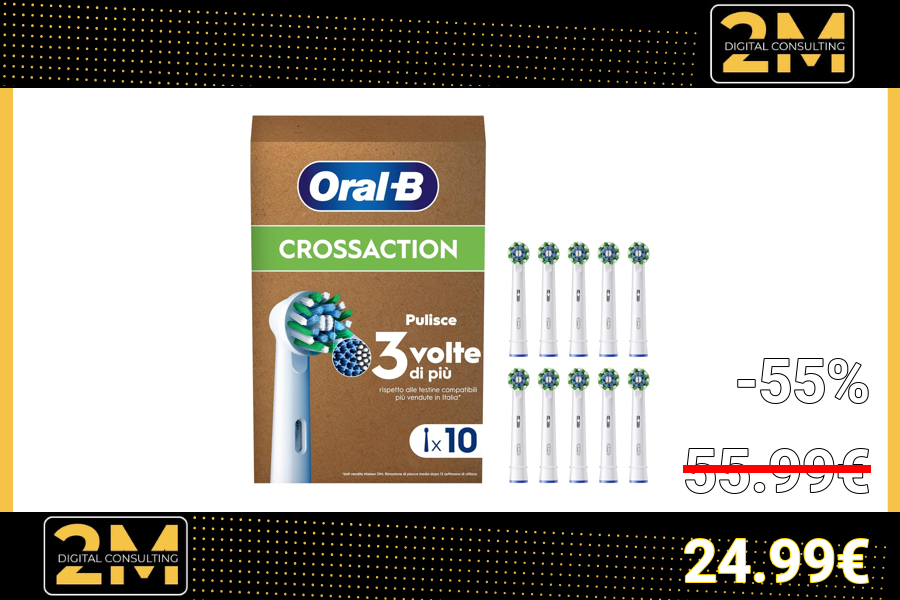 2M
DIGITAL CONSULTING
Oral-B
CROSSACTION
Pulisce
3 volte
di più
rispetto alle testine compatibili
più vendute in Italia*
x10
-55%
55.99€
2M
DIGITAL CONSULTING
24.99€